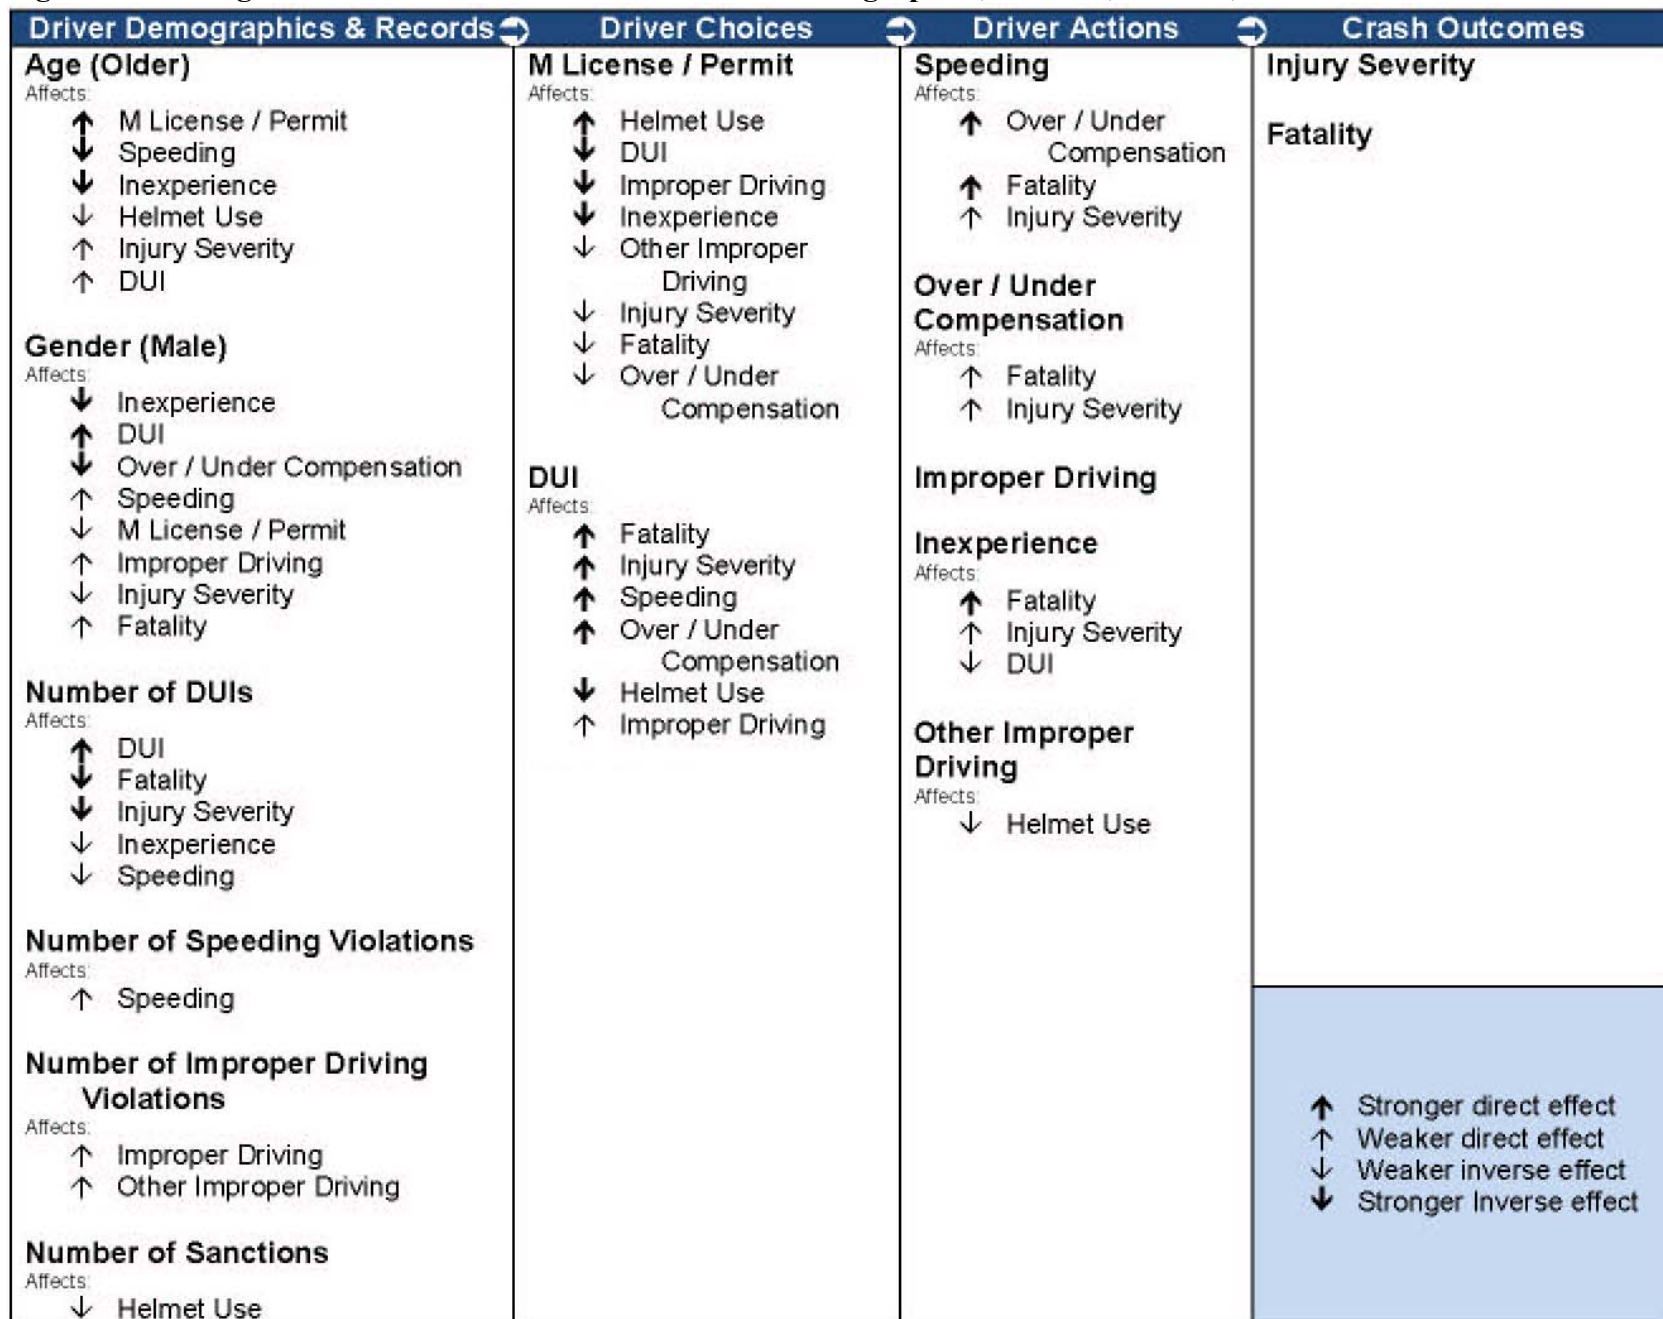 Driver Demographics & Records
Age (Older)
Affects:
↑ M License / Permit
↓ Speeding
↓ Inexperience
↓ Helmet Use
↑ Injury Severity
↑ DUI
Gender (Male)
Affects:
↓ Inexperience
↑ DUI
↓ Over / Under Compensation
↑ Speeding
↓ M License / Permit
↑ Improper Driving
↓ Injury Severity
↑ Fatality
Number of DUIs
Affects:
↑ DUI
↓ Fatality
↓ Injury Severity
↓ Inexperience
↓ Speeding
Number of Speeding Violations
Affects:
↑ Speeding
Number of Improper Driving
Violations
Affects:
↑ Improper Driving
↑ Other Improper Driving
Number of Sanctions
Affects:
↓ Helmet Use
Driver Choices
M License / Permit
Affects:
↑ Helmet Use
↓ DUI
↓ Improper Driving
↓ Inexperience
↓ Other Improper
Driving
↓ Injury Severity
↓ Fatality
↓ Over / Under
Compensation
DUI
Affects:
↑ Fatality
↑ Injury Severity
↑ Speeding
↑ Over / Under
Compensation
↓ Helmet Use
↑ Improper Driving
Driver Actions
Speeding
Affects:
↑ Over / Under
Compensation
↑ Fatality
↑ Injury Severity
Over / Under
Compensation
Affects:
↑ Fatality
↑ Injury Severity
Improper Driving
Inexperience
Affects:
↑ Fatality
↑ Injury Severity
↓ DUI
Other Improper
Driving
Affects:
↓ Helmet Use
Crash Outcomes
Injury Severity
Fatality
↑ Stronger direct effect
↑ Weaker direct effect
↓ Weaker inverse effect
↓ Stronger Inverse effect